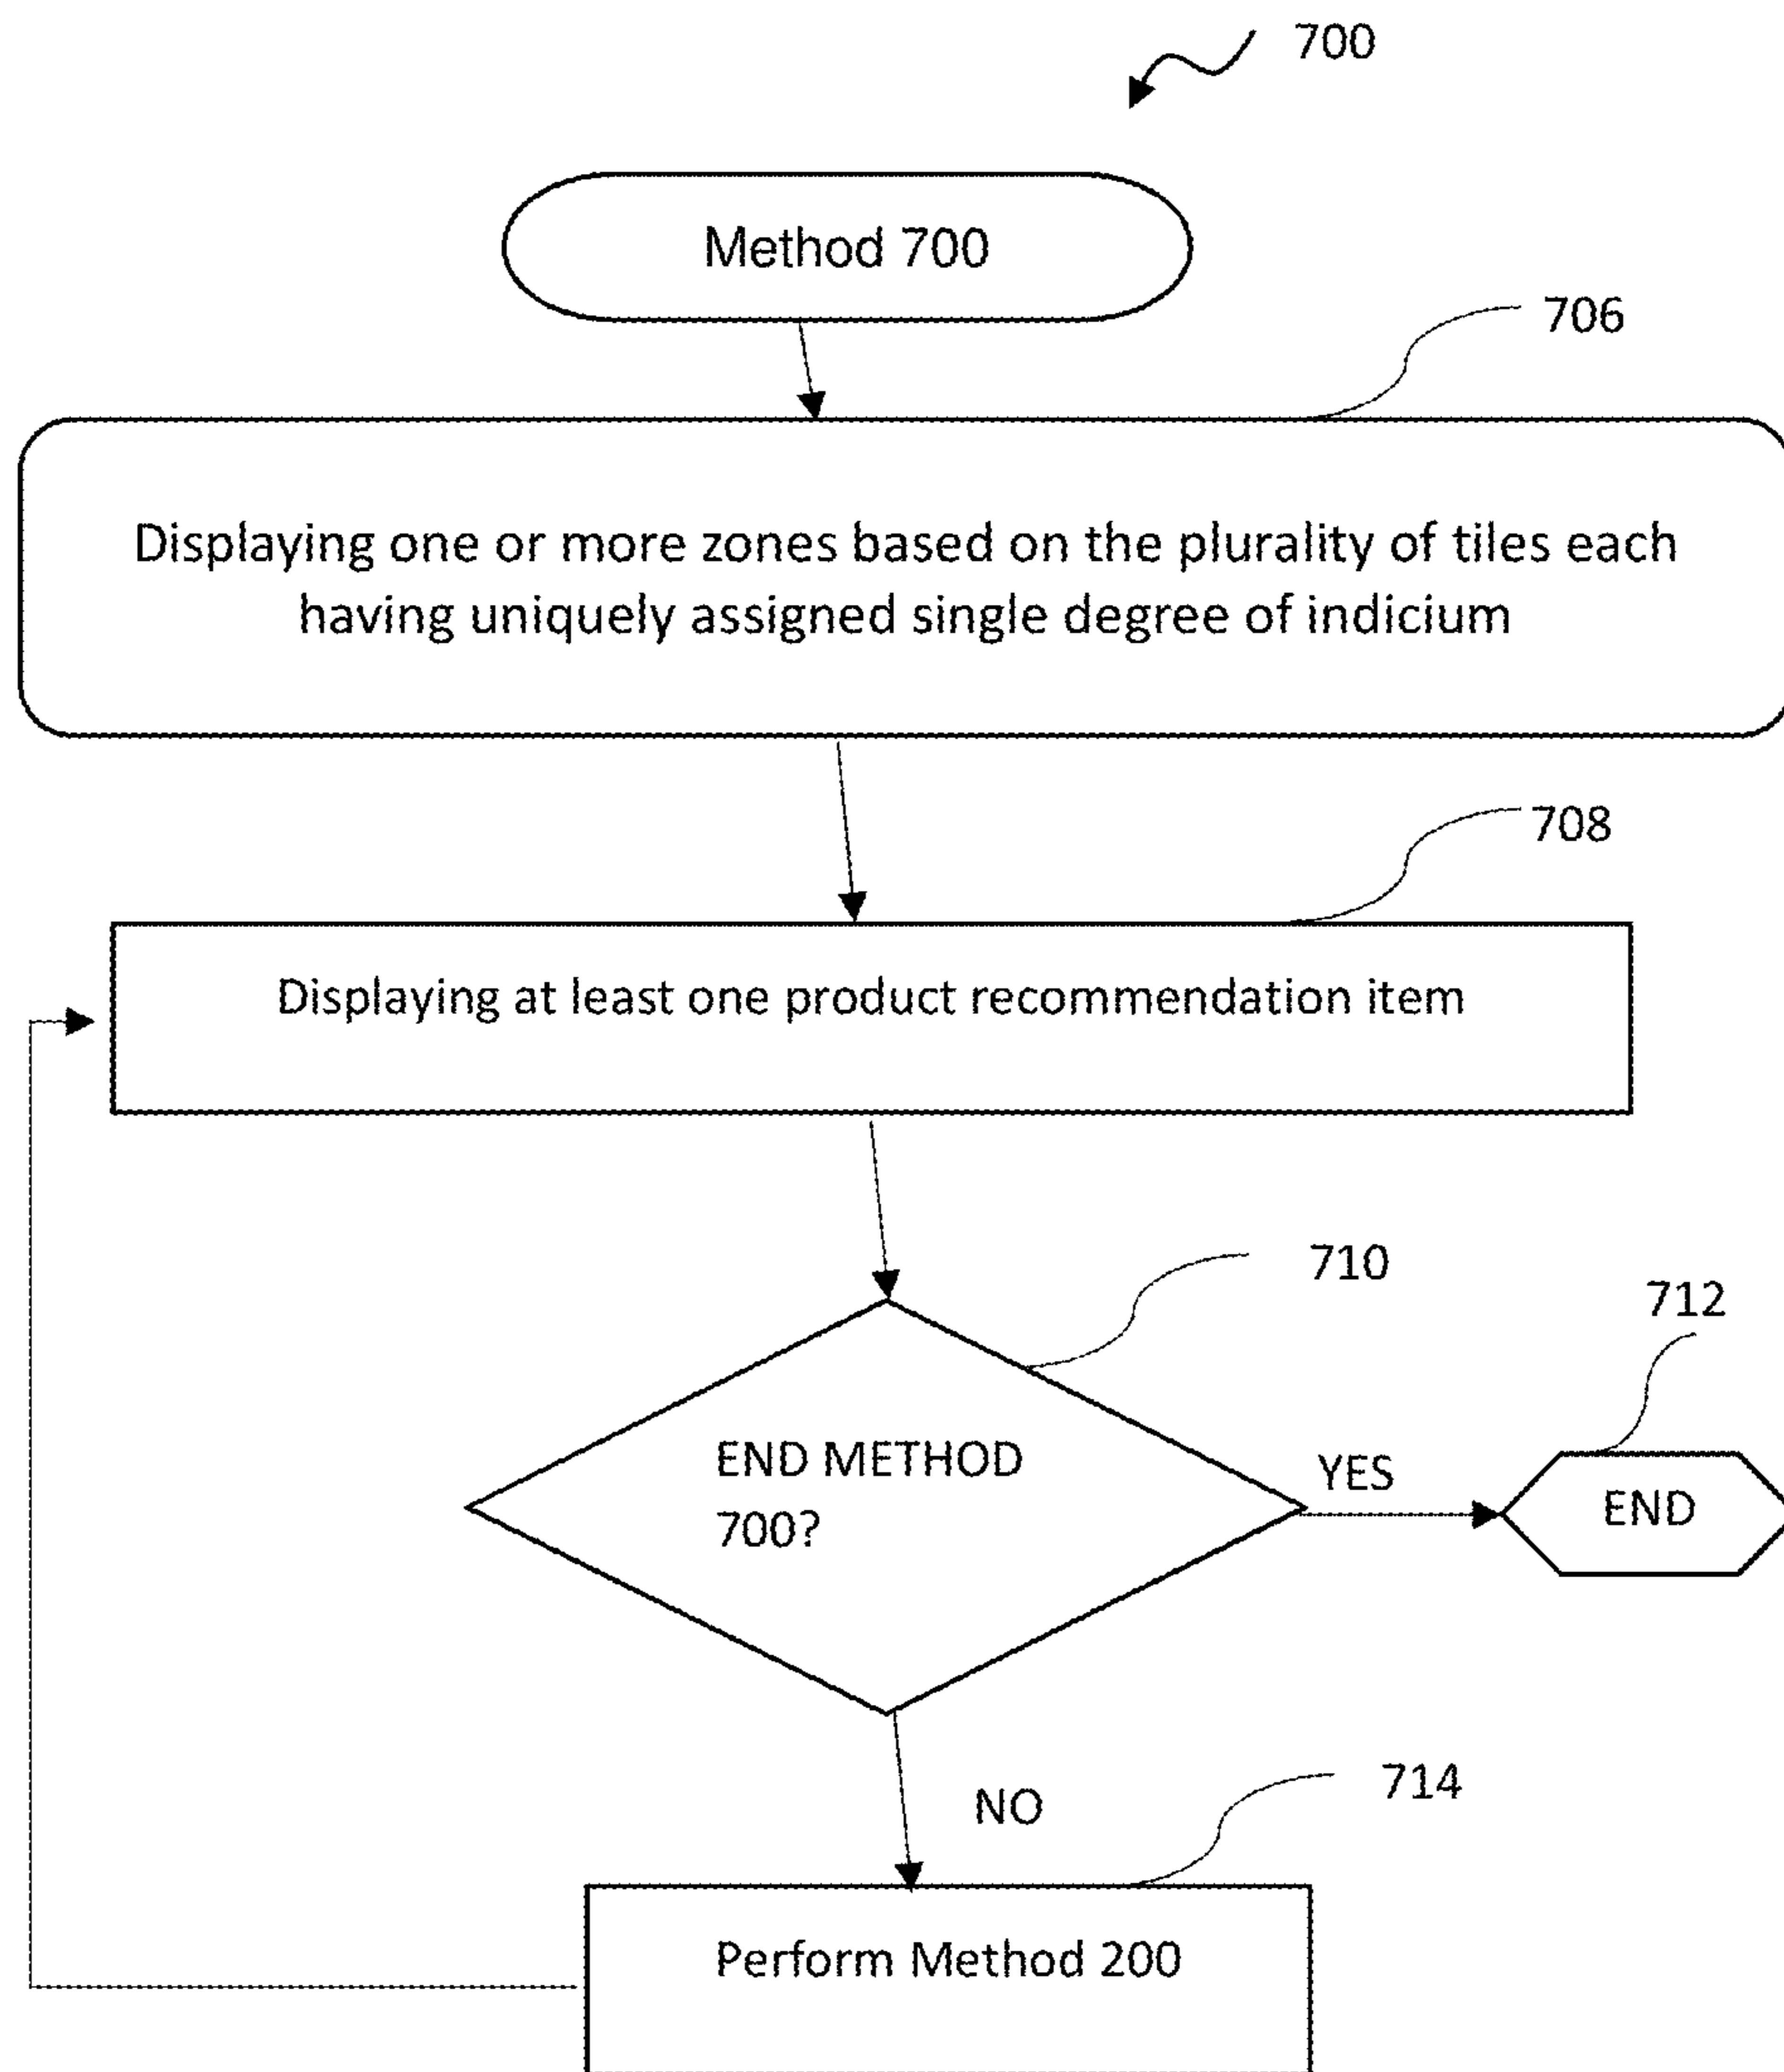 700
Method 700
706
Displaying one or more zones based on the plurality of tiles each
having uniquely assigned single degree of indicium
708
Displaying at least one product recommendation item
710
712
END METHOD
700?
YES
END
NO
714
Perform Method 200